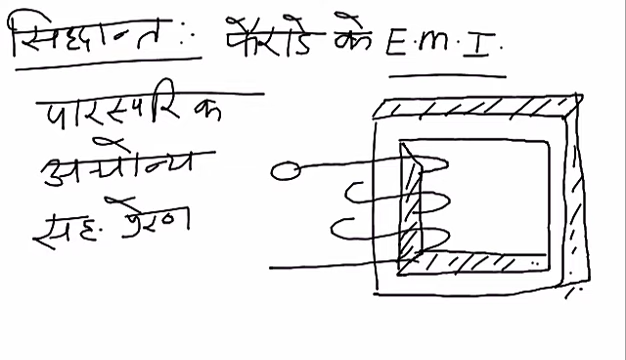 सिद्धान्त:- फैराडे के E.M.I.
पारस्परिक
अन्योन्य
सह. प्रेरण